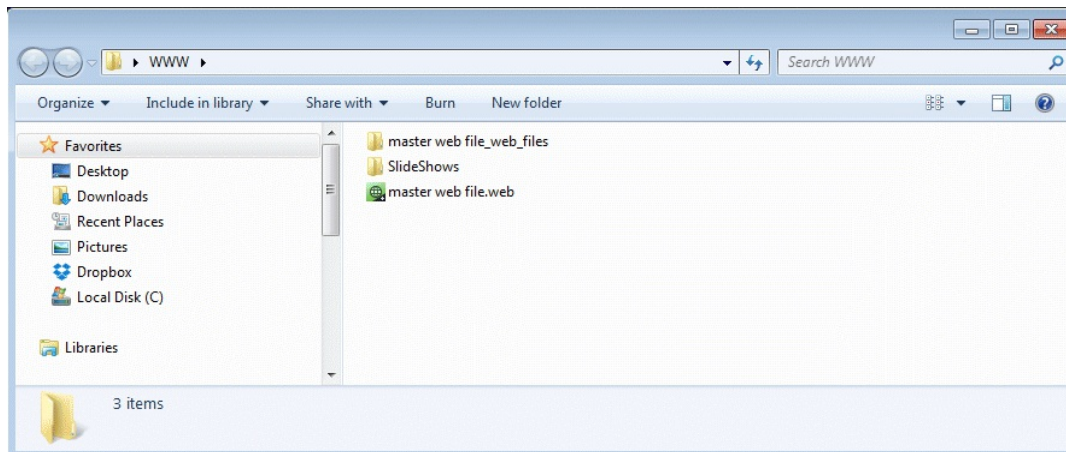 WWW
Search WWW
Organize Include in library Share with Burn New folder
Favorites
Desktop
Downloads
Recent Places
Pictures
Dropbox
Local Disk (C)
Libraries
master web file_web_files
SlideShows
master web file.web
3 items